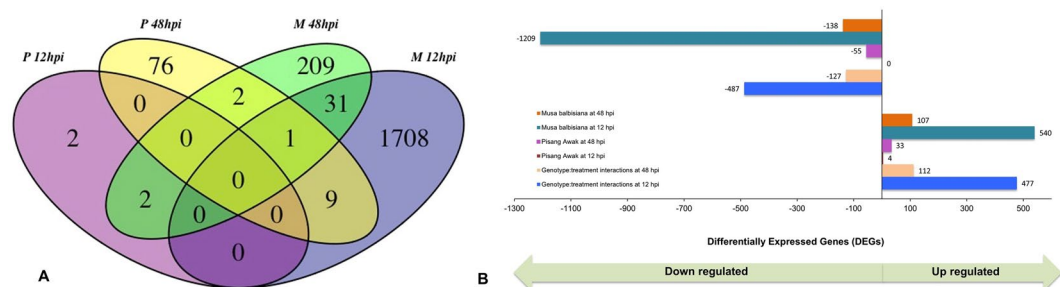 P 48hpi M 48hpi
P 12hpi M 12hpi
76 209
0 2 31
2 0 1 1708
0
2 0 0 9
0
A
-138
-1209
-55
0
-127
-487
Musa balbisiana at 48 hpi
Musa balbisiana at 12 hpi
Pisang Awak at 48 hpi
Pisang Awak at 12 hpi
Genotype:treatment interactions at 48 hpi
Genotype:treatment interactions at 12 hpi
107
540
33
4
112
477
-1300 -1100 -900 -700 -500 -300 -100 100 300 500
Differentially Expressed Genes (DEGs)
B
Down regulated Up regulated